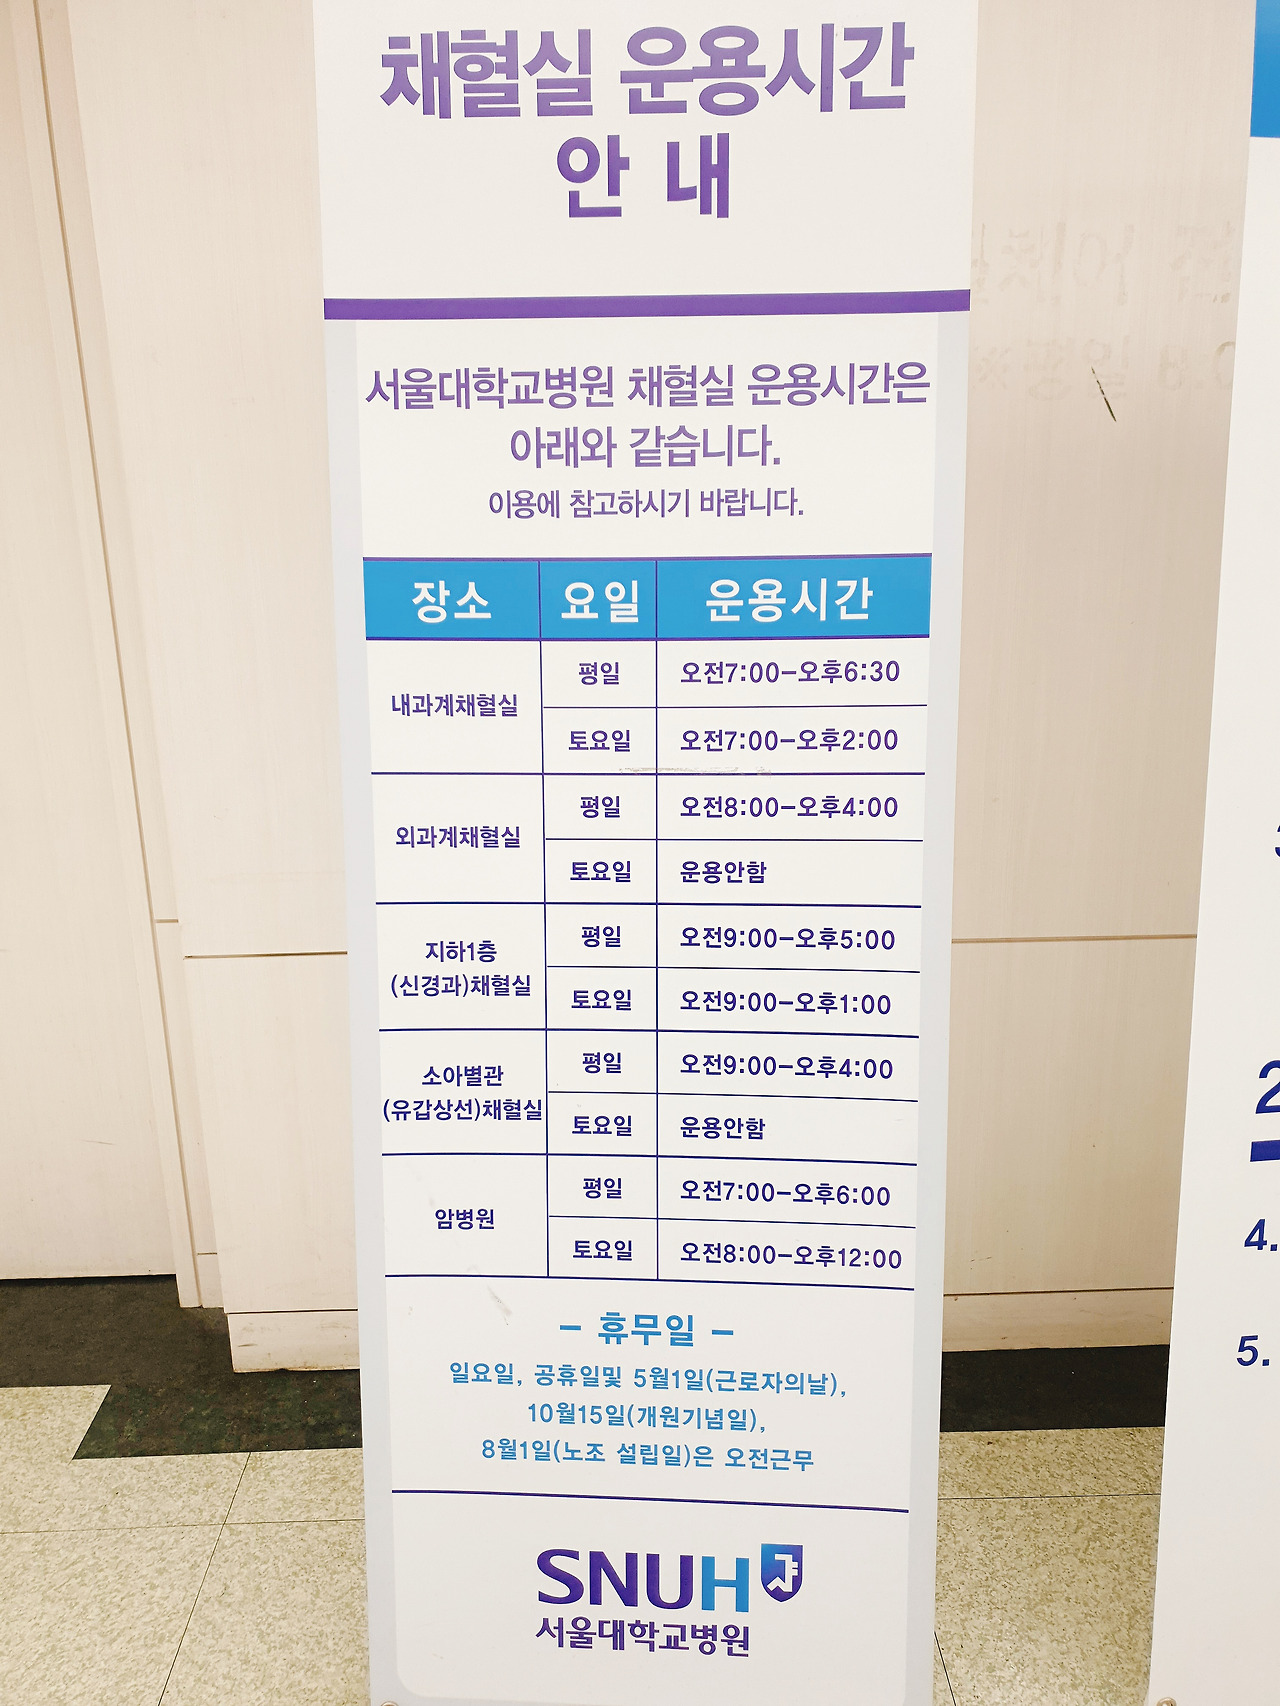 채혈실 운용시간
안 내
서울대학교병원 채혈실 운용시간은
아래와 같습니다.
이용에 참고하시기 바랍니다.
장소 요일 운용시간
내과계채혈실 평일 오전7:00-오후6:30
토요일 오전7:00-오후2:00
외과계채혈실 평일 오전8:00-오후4:00
토요일 운용안함
지하1층
(신경과)채혈실 평일 오전9:00-오후5:00
토요일 오전9:00-오후1:00
소아별관
(유갑상선)채혈실 평일 오전9:00-오후4:00
토요일 운용안함
암병원 평일 오전7:00-오후6:00
토요일 오전8:00-오후12:00
- 휴무일 -
일요일, 공휴일및 5월1일(근로자의날),
10월15일(개원기념일),
8월1일(노조 설립일)은 오전근무
SNUH
서울대학교병원
2
4.
5.